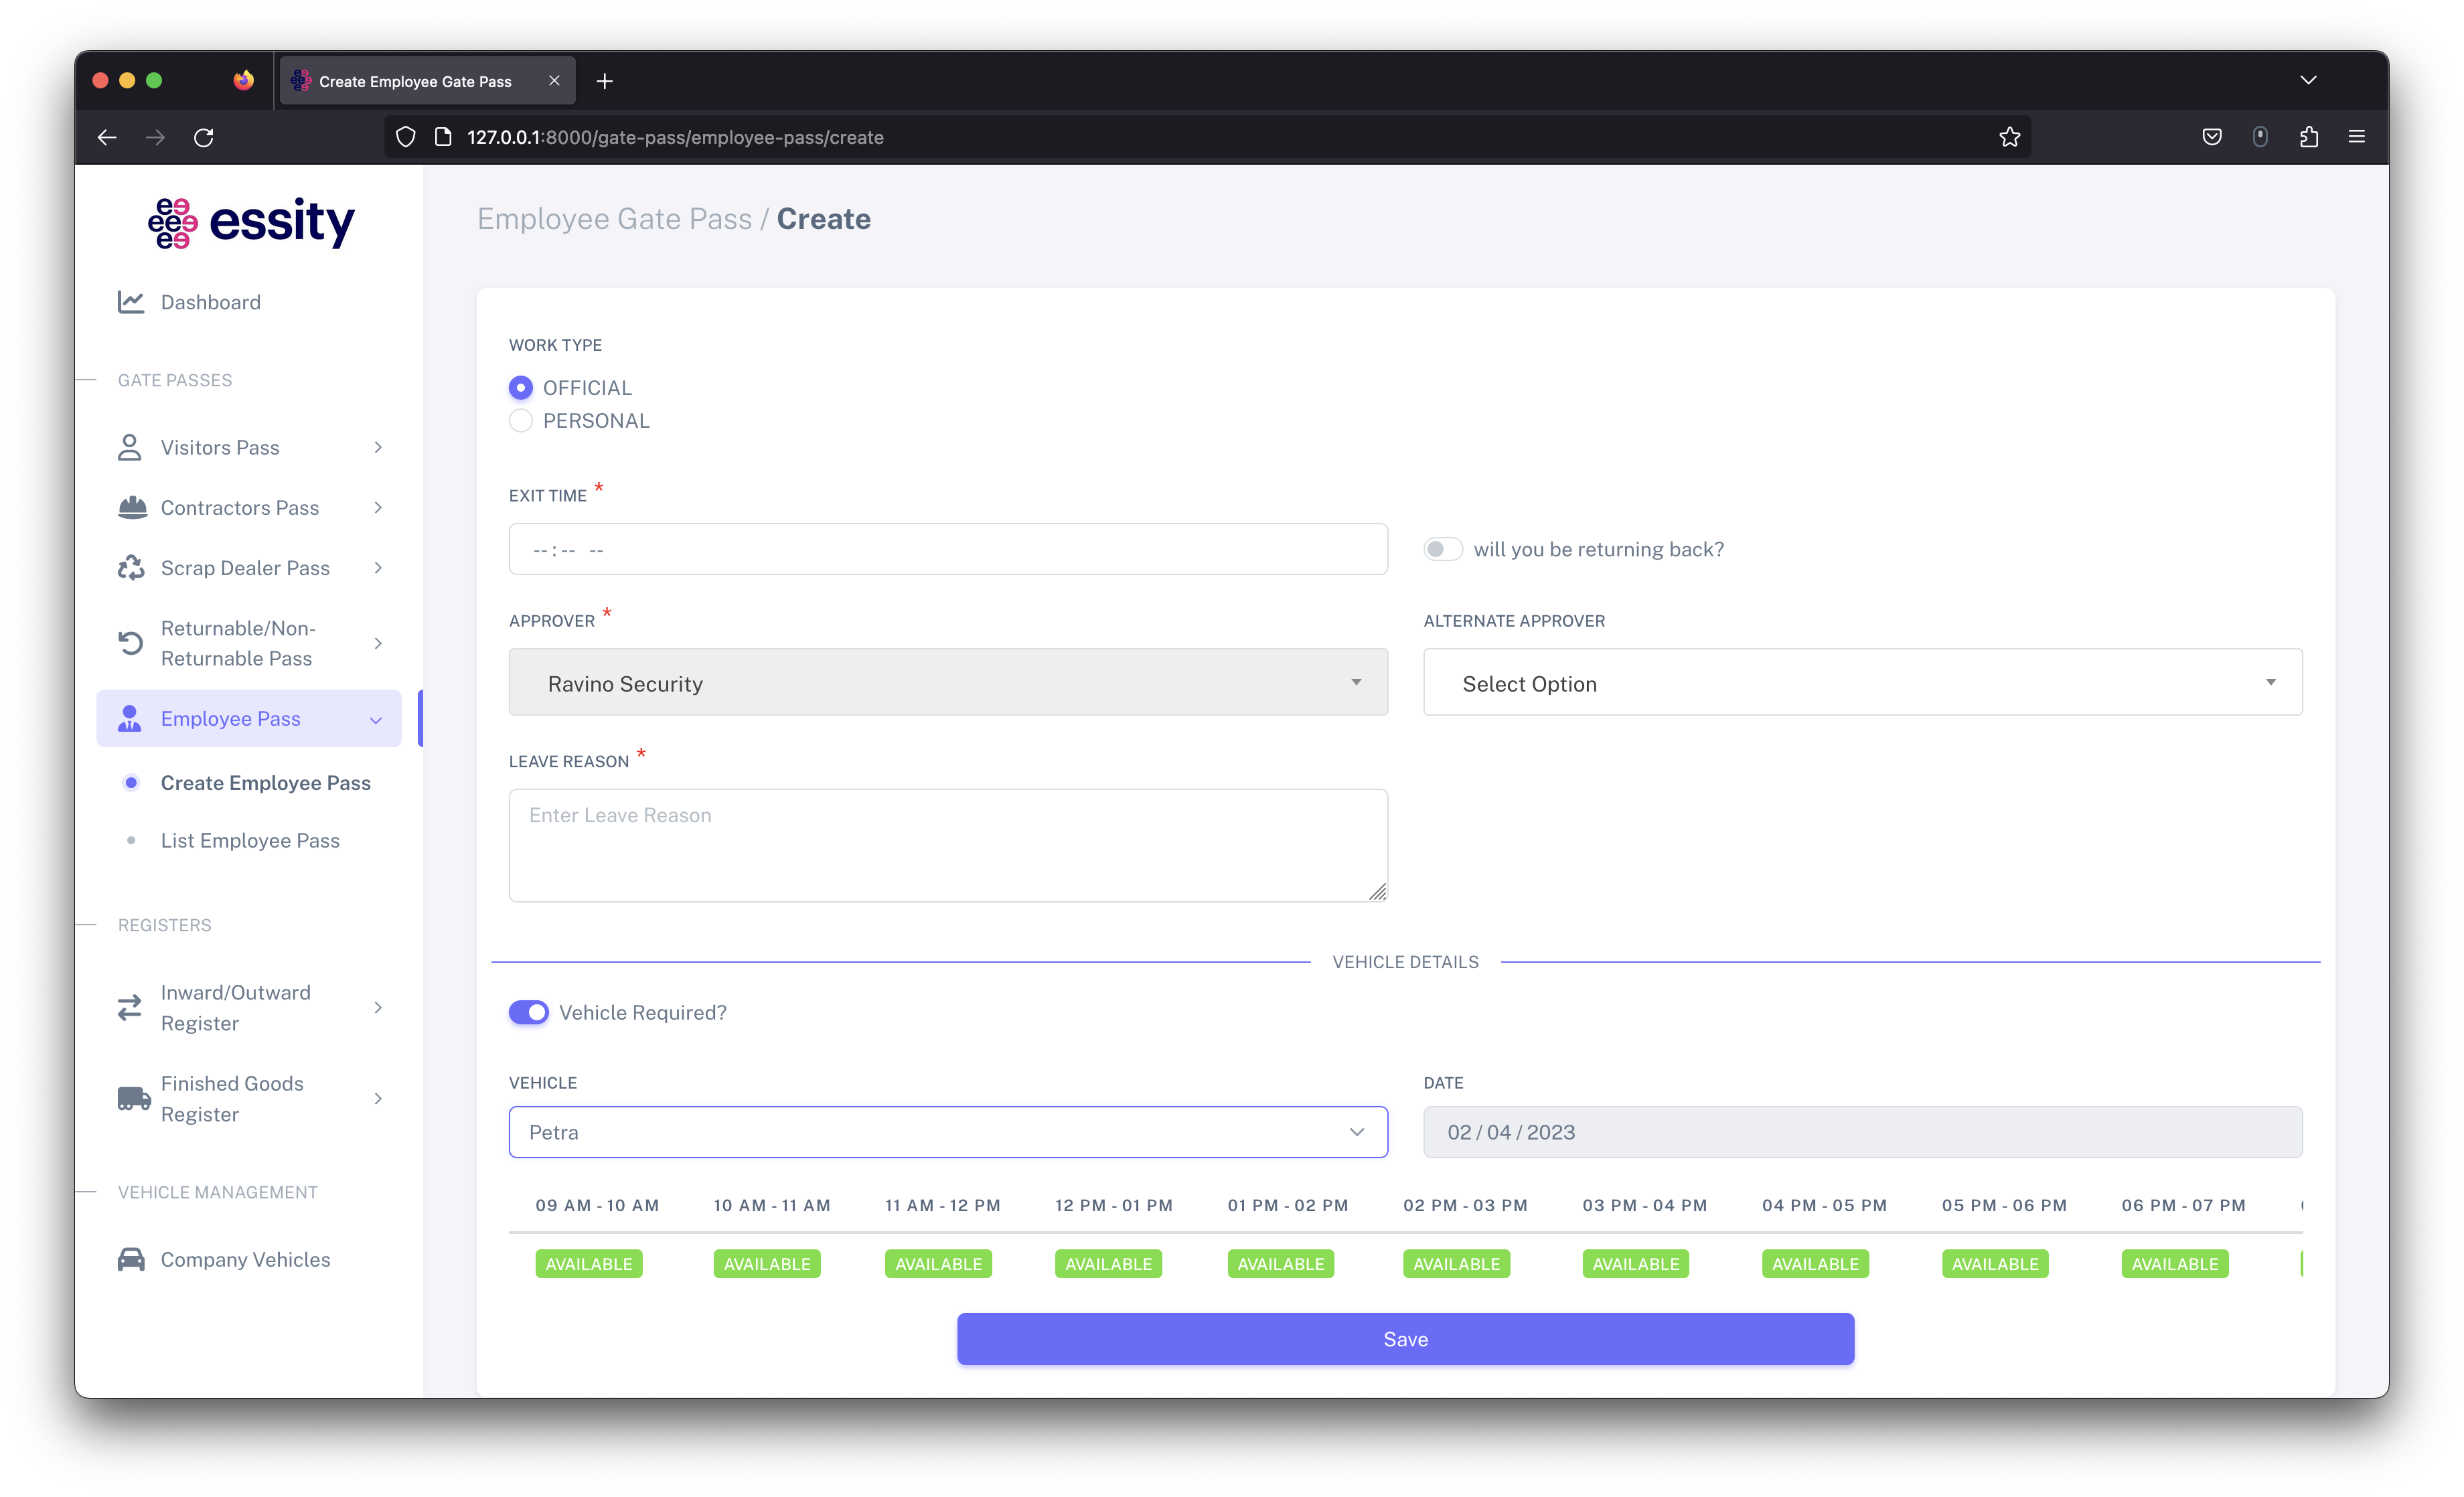 Create Employee Gate Pass
127.0.0.1:8000/gate-pass/employee-pass/create
essity
Dashboard
GATE PASSES
Visitors Pass
Contractors Pass
Scrap Dealer Pass
Returnable/Non-
Returnable Pass
Employee Pass
Create Employee Pass
List Employee Pass
REGISTERS
Inward/Outward
Register
Finished Goods
Register
VEHICLE MANAGEMENT
Company Vehicles
Employee Gate Pass / Create
WORK TYPE
OFFICIAL
PERSONAL
EXIT TIME *
--:-- --
will you be returning back?
APPROVER *
Ravino Security
ALTERNATE APPROVER
Select Option
LEAVE REASON *
Enter Leave Reason
VEHICLE DETAILS
Vehicle Required?
VEHICLE
Petra
DATE
02 / 04 / 2023
09 AM - 10 AM 10 AM - 11 AM 11 AM - 12 PM 12 PM - 01 PM 01 PM - 02 PM 02 PM - 03 PM 03 PM - 04 PM 04 PM - 05 PM 05 PM - 06 PM 06 PM - 07 PM
AVAILABLE AVAILABLE AVAILABLE AVAILABLE AVAILABLE AVAILABLE AVAILABLE AVAILABLE AVAILABLE AVAILABLE
Save